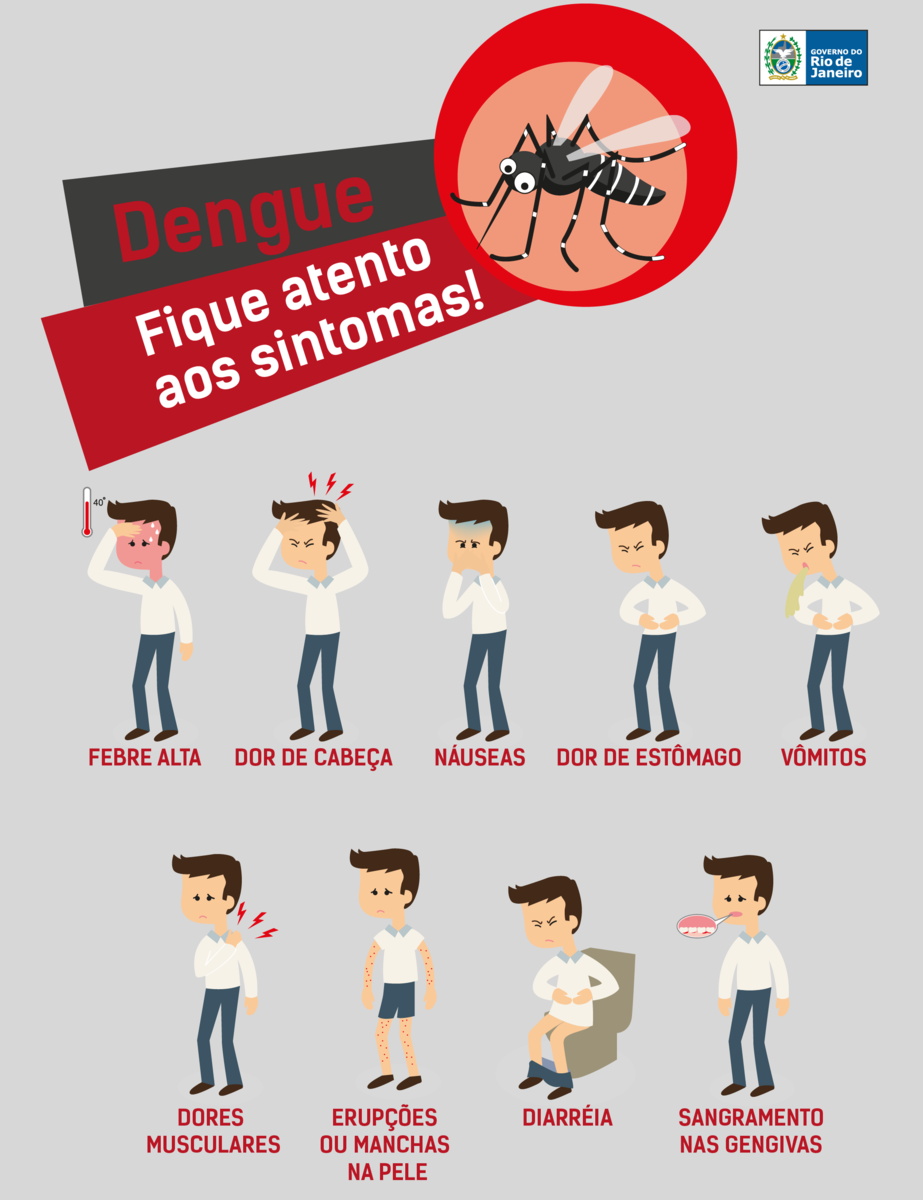 GOVERNO DO
Rio de
Janeiro
Dengue
Fique atento
aos sintomas!
40°
FEBRE ALTA
DOR DE CABEÇA
NÁUSEAS
DOR DE ESTÔMAGO
VÔMITOS
DORES
MUSCULARES
ERUPÇÕES
OU MANCHAS
NA PELE
DIARRÉIA
SANGRAMENTO
NAS GENGIVAS